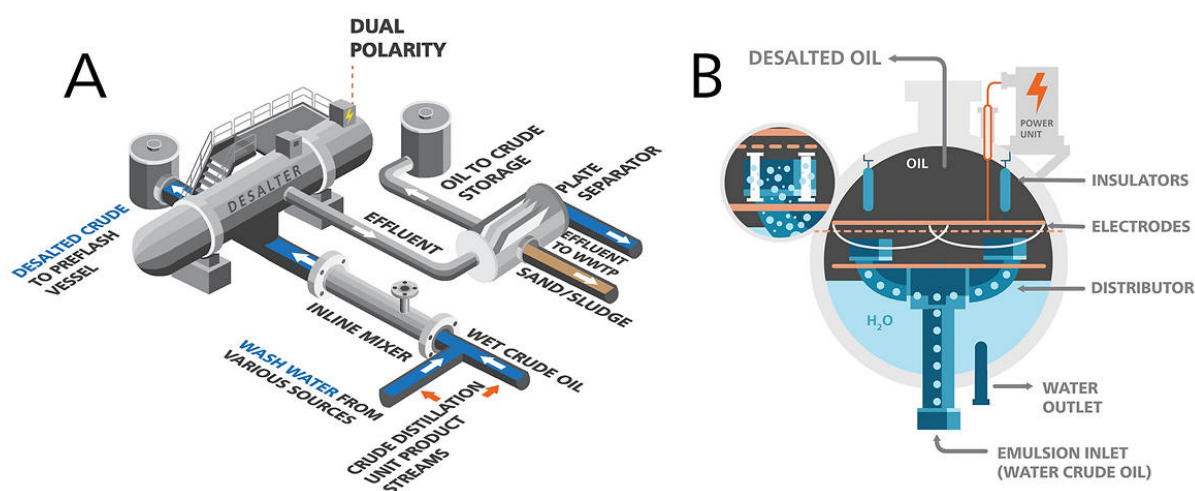 A
DUAL
POLARITY
DESALTER
DESALTED CRUDE
TO PREFLASH
VESSEL
OIL TO CRUDE
STORAGE
PLATE
SEPARATOR
EFFLUENT
EFFLUENT
TO WWTP
SAND/SLUDGE
INLINE MIXER
WET CRUDE OIL
WASH WATER FROM
VARIOUS SOURCES
CRUDE DISTILLATION
UNIT PRODUCT
STREAMS
B
DESALTED OIL
POWER
UNIT
OIL
INSULATORS
ELECTRODES
DISTRIBUTOR
H₂O
WATER
OUTLET
EMULSION INLET
(WATER CRUDE OIL)